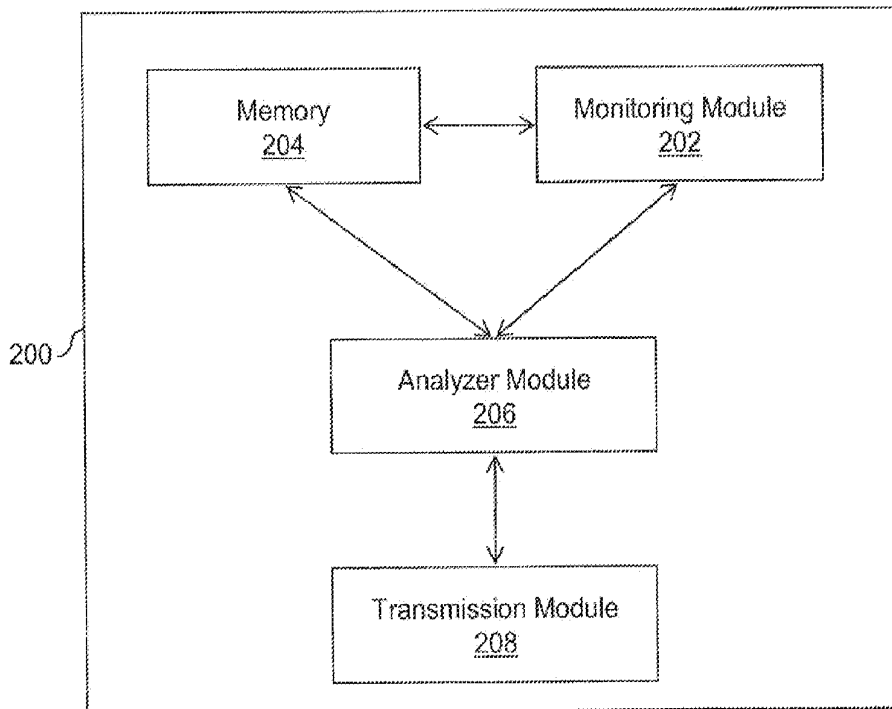 Memory
204
Monitoring Module
202
200
Analyzer Module
206
Transmission Module
208